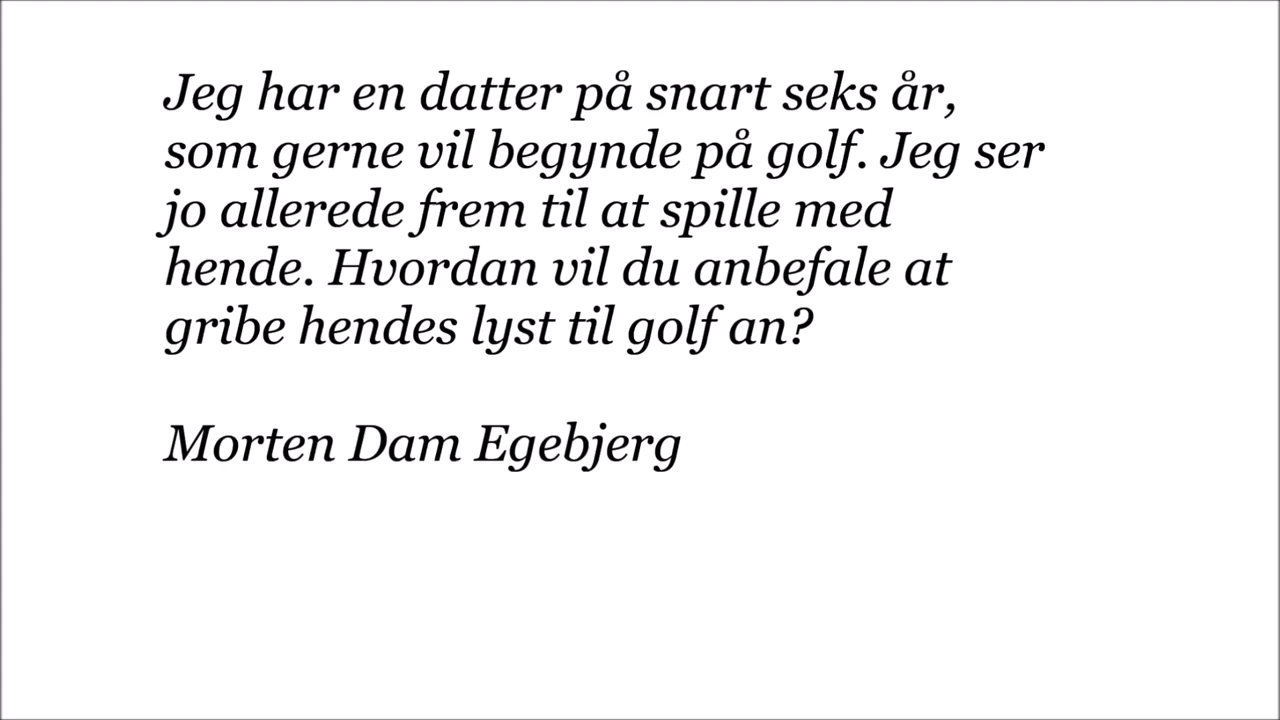 Jeg har en datter på snart seks år,
som gerne vil begynde på golf. Jeg ser
jo allerede frem til at spille med
hende. Hvordan vil du anbefale at
gribe hendes lyst til golf an?
Morten Dam Egebjerg